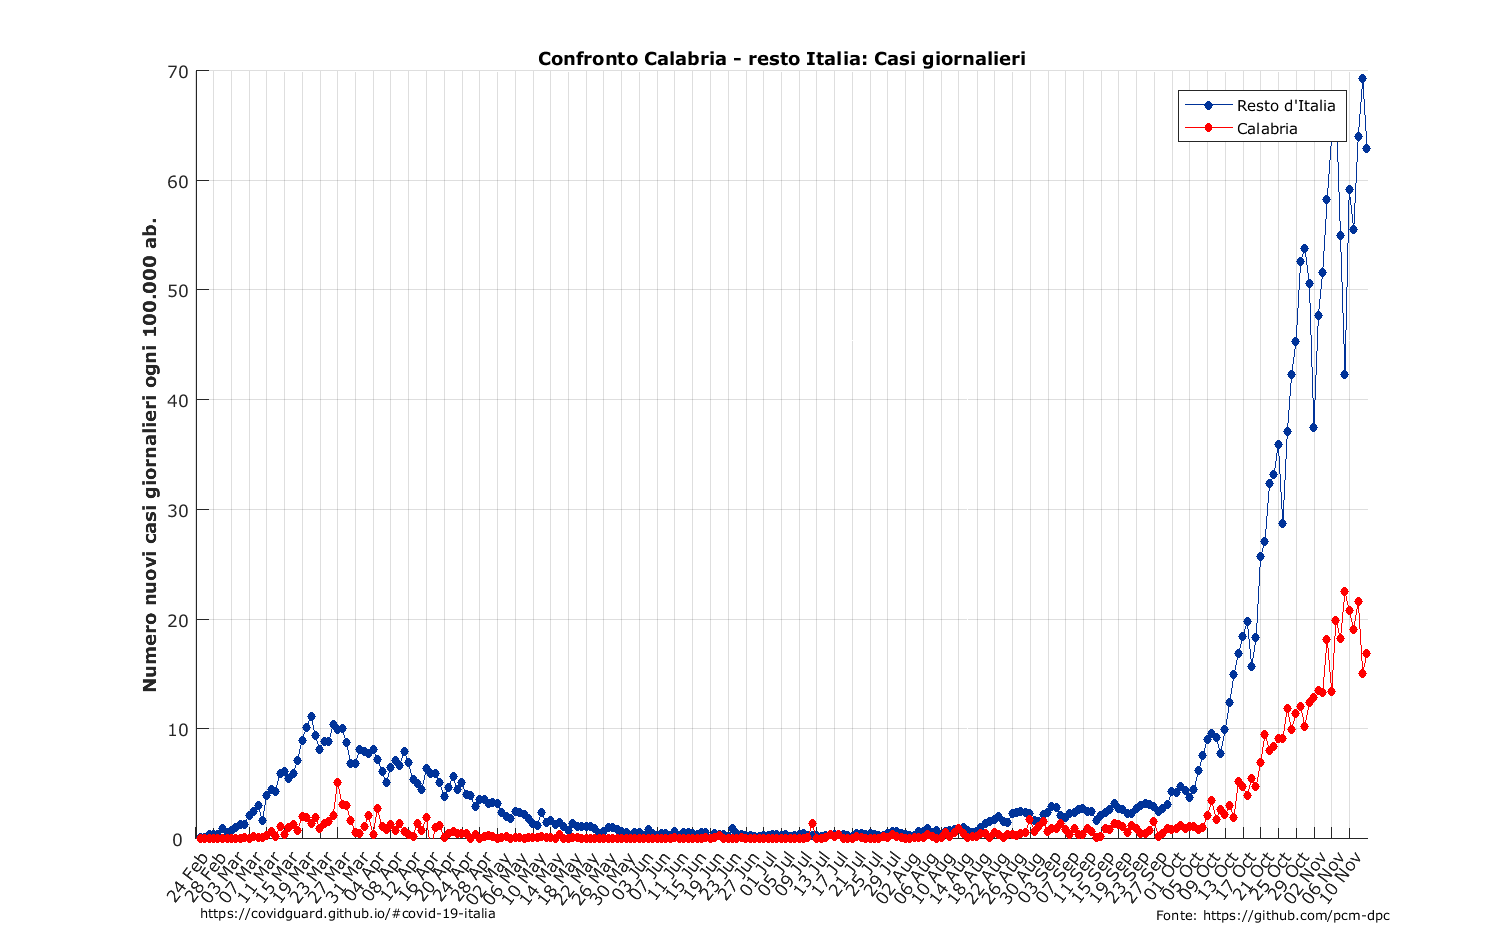 Confronto Calabria - resto Italia: Casi giornalieri
Numero nuovi casi giornalieri ogni 100.000 ab.
70
60
50
40
30
20
10
0
Resto d'Italia
Calabria
24 Feb
28 Feb
03 Mar
07 Mar
11 Mar
15 Mar
19 Mar
23 Mar
27 Mar
31 Mar
04 Apr
08 Apr
12 Apr
16 Apr
20 Apr
24 Apr
28 Apr
02 May
06 May
10 May
14 May
18 May
22 May
26 May
30 May
03 Jun
07 Jun
11 Jun
15 Jun
19 Jun
23 Jun
27 Jun
01 Jul
05 Jul
09 Jul
13 Jul
17 Jul
21 Jul
25 Jul
29 Jul
02 Aug
06 Aug
10 Aug
14 Aug
18 Aug
22 Aug
26 Aug
30 Aug
03 Sep
07 Sep
11 Sep
15 Sep
19 Sep
23 Sep
27 Sep
01 Oct
05 Oct
09 Oct
13 Oct
17 Oct
21 Oct
25 Oct
29 Oct
02 Nov
06 Nov
10 Nov
https://covidguard.github.io/#covid-19-italia
Fonte: https://github.com/pcm-dpc